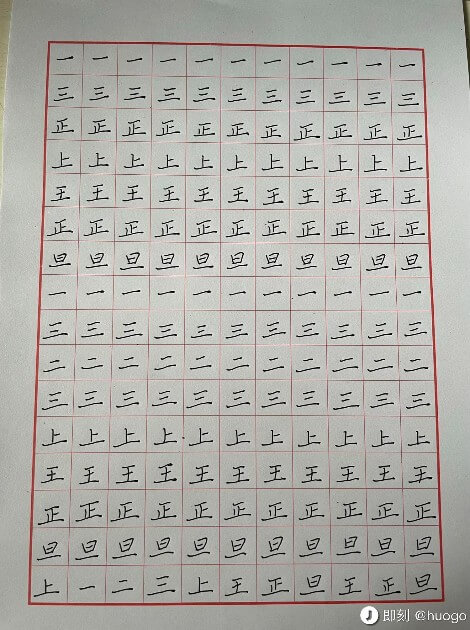 一一一一一一一一一一一
三三三三三三三三三三三
正正正正正正正正正正正
上上上上上上上上上上上
王王王王王王王王王王王
正正正正正正正正正正正
旦旦旦旦旦旦旦旦旦旦旦
一一一一一一一一一一一
三三三三三三三三三三三
二二二二二二二二二二二
三三三三三三三三三三三
上上上上上上上上上上上
王王王王王王王王王王王
正正正正正正正正正正正
旦旦旦旦旦旦旦旦旦旦旦
上一二三上王正旦王正旦
J 即刻 @huogo